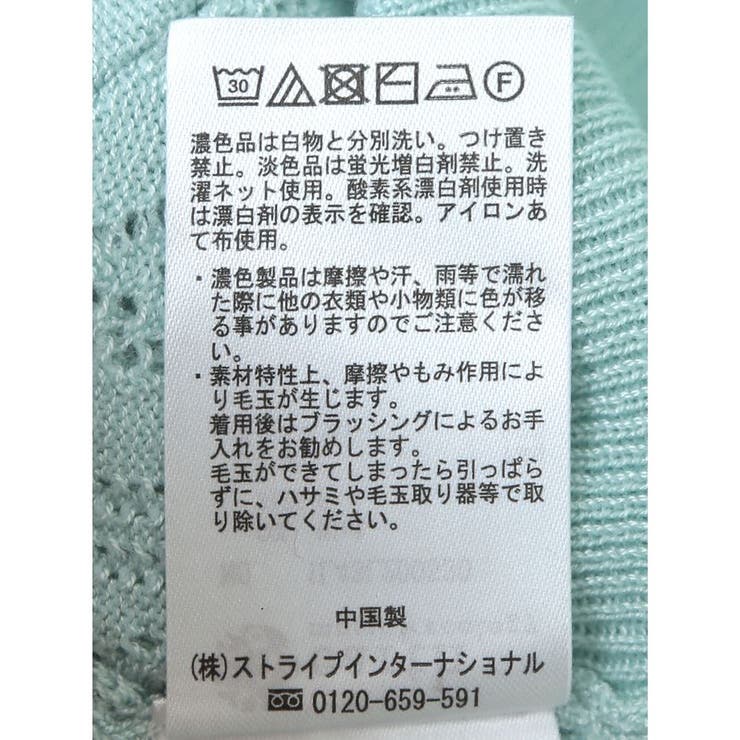 30 F
濃色品は白物と分別洗い。つけ置き
禁止。淡色品は蛍光増白剤禁止。洗
濯ネット使用。酸素系漂白剤使用時
は漂白剤の表示を確認。アイロンあ
て布使用。
・濃色製品は摩擦や汗、雨等で濡れ
た際に他の衣類や小物類に色が移
る事がありますのでご注意くださ
い。
・素材特性上、摩擦やもみ作用によ
り毛玉が生じます。
着用後はブラッシングによるお手
入れをお勧めします。
毛玉ができてしまったら引っぱら
ずに、ハサミや毛玉取り器等で取
り除いてください。
中国製
(株)ストライプインターナショナル
0120-659-591